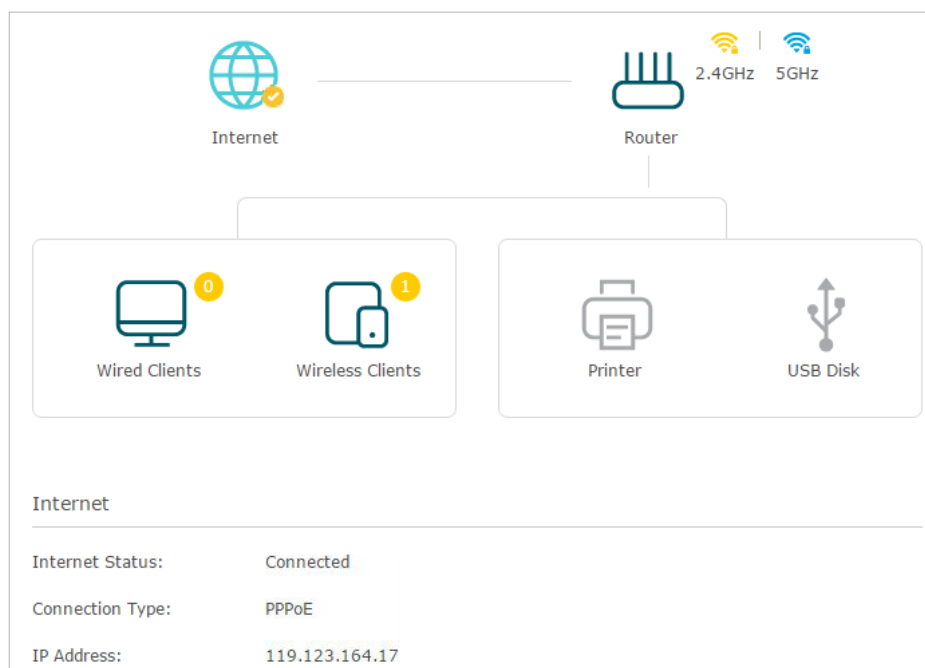 2.4GHz 5GHz
Internet Router
0 1
Wired Clients Wireless Clients Printer USB Disk
Internet
Internet Status: Connected
Connection Type: PPPoE
IP Address: 119.123.164.17